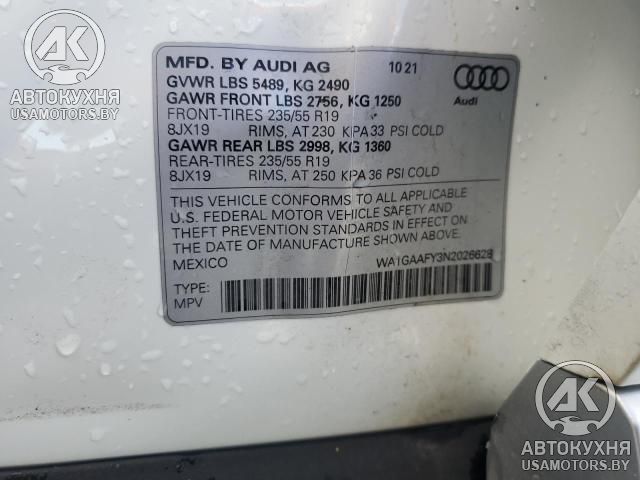 АВТОКУХНЯ
USAMOTORS.BY
MFD. BY AUDI AG 10 21
GVWR LBS 5489, KG 2490
GAWR FRONT LBS 2756, KG 1250
FRONT-TIRES 235/55 R19
8JX19 RIMS, AT 230 KPA 33 PSI COLD
GAWR REAR LBS 2998, KG 1360
REAR-TIRES 235/55 R19
8JX19 RIMS, AT 250 KPA 36 PSI COLD
Audi
THIS VEHICLE CONFORMS TO ALL APPLICABLE
U.S. FEDERAL MOTOR VEHICLE SAFETY AND
THEFT PREVENTION STANDARDS IN EFFECT ON
THE DATE OF MANUFACTURE SHOWN ABOVE.
MEXICO WA1GAAFY3N2026628
TYPE:
MPV
АК
АВТОКУХНЯ
USAMOTORS.BY